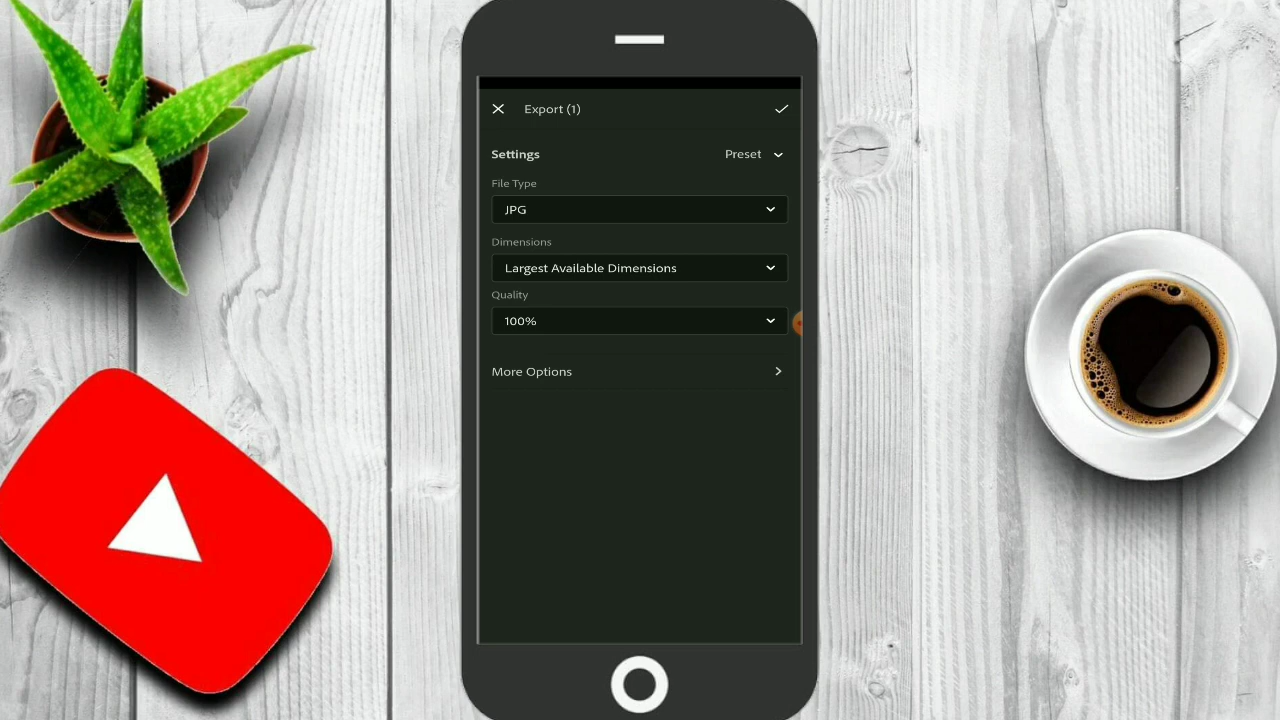 Export (1)
Settings
Preset
File Type
JPG
Dimensions
Largest Available Dimensions
Quality
100%
More Options